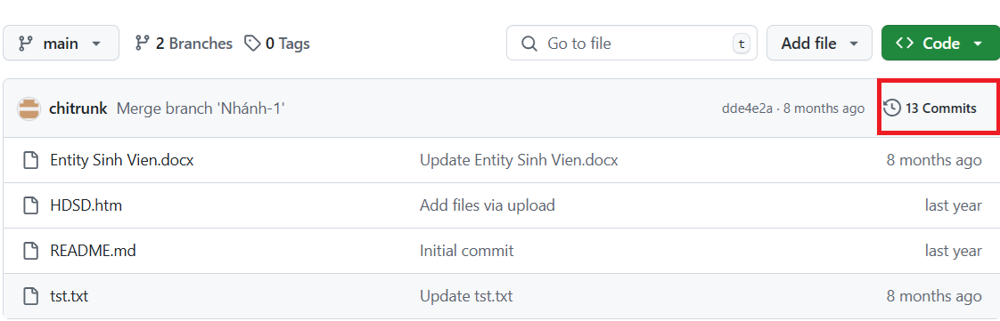 main 2 Branches 0 Tags Go to file t Add file Code
chitrunk Merge branch 'Nhánh-1' dde4e2a · 8 months ago 13 Commits
Entity Sinh Vien.docx Update Entity Sinh Vien.docx 8 months ago
HDSD.htm Add files via upload last year
README.md Initial commit last year
tst.txt Update tst.txt 8 months ago